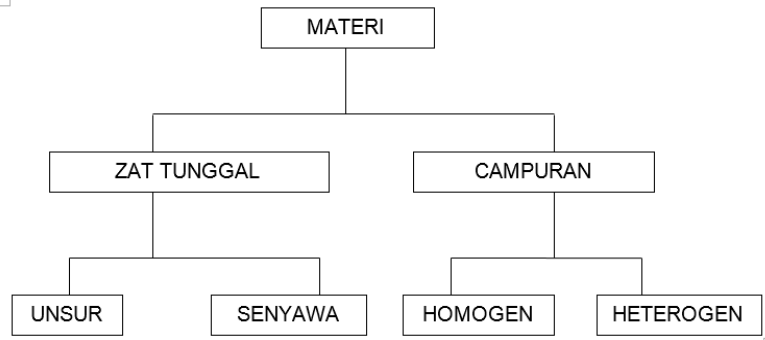 MATERI
ZAT TUNGGAL
CAMPURAN
UNSUR
SENYAWA
HOMOGEN
HETEROGEN